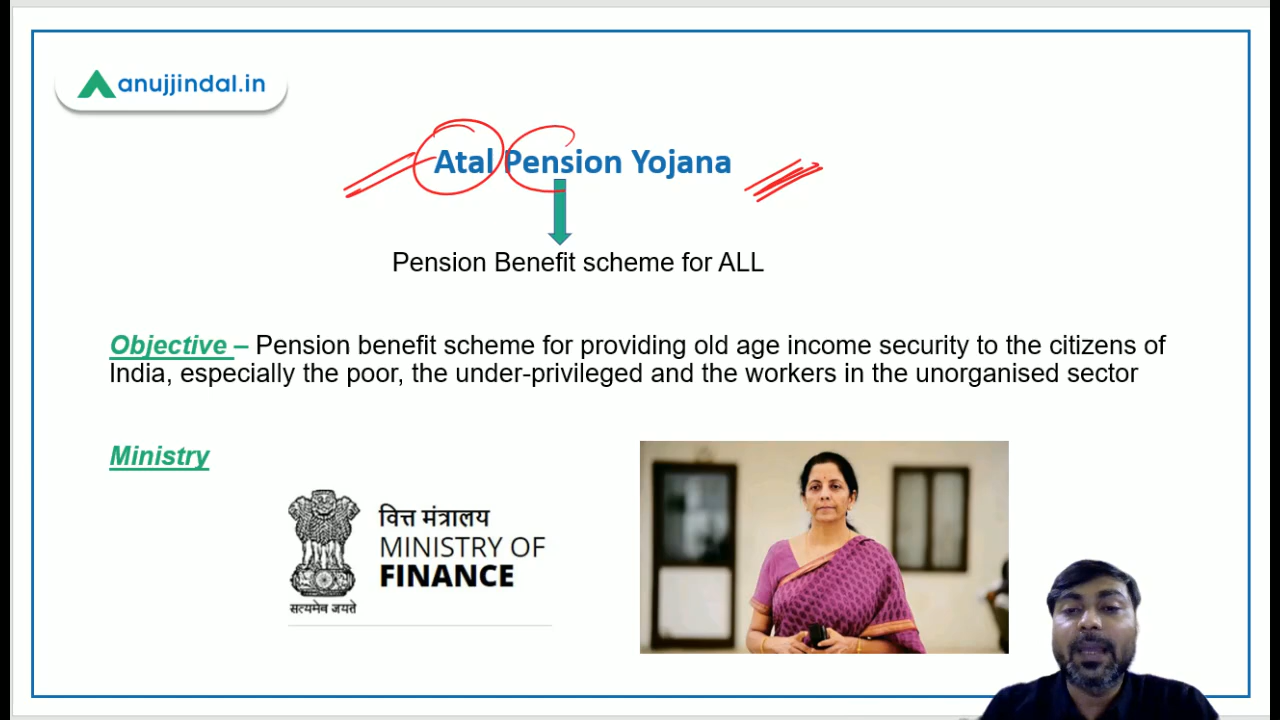 anujjindal.in
Atal Pension Yojana
Pension Benefit scheme for ALL
Objective – Pension benefit scheme for providing old age income security to the citizens of
India, especially the poor, the under-privileged and the workers in the unorganised sector
Ministry
वित्त मंत्रालय
MINISTRY OF
FINANCE
सत्यमेव जयते